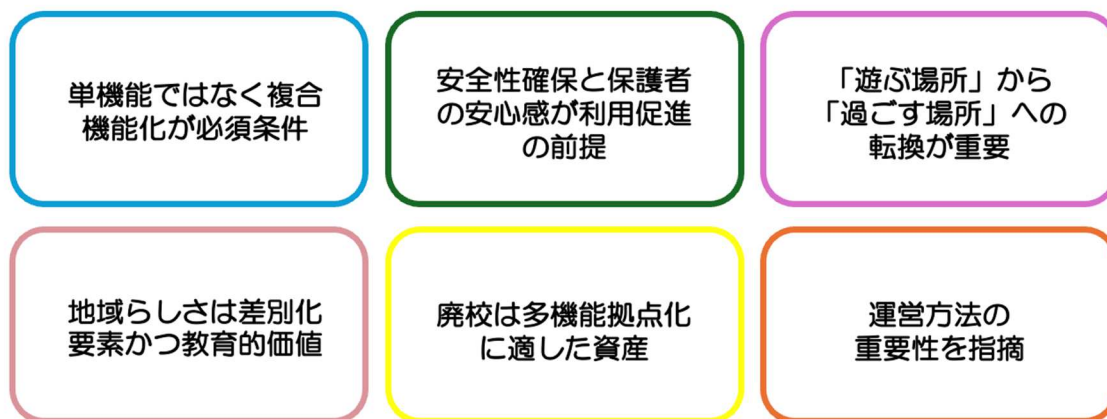 単機能ではなく複合
機能化が必須条件
安全性確保と保護者
の安心感が利用促進
の前提
「遊ぶ場所」から
「過ごす場所」への
転換が重要
地域らしさは差別化
要素かつ教育的価値
廃校は多機能拠点化
に適した資産
運営方法の
重要性を指摘